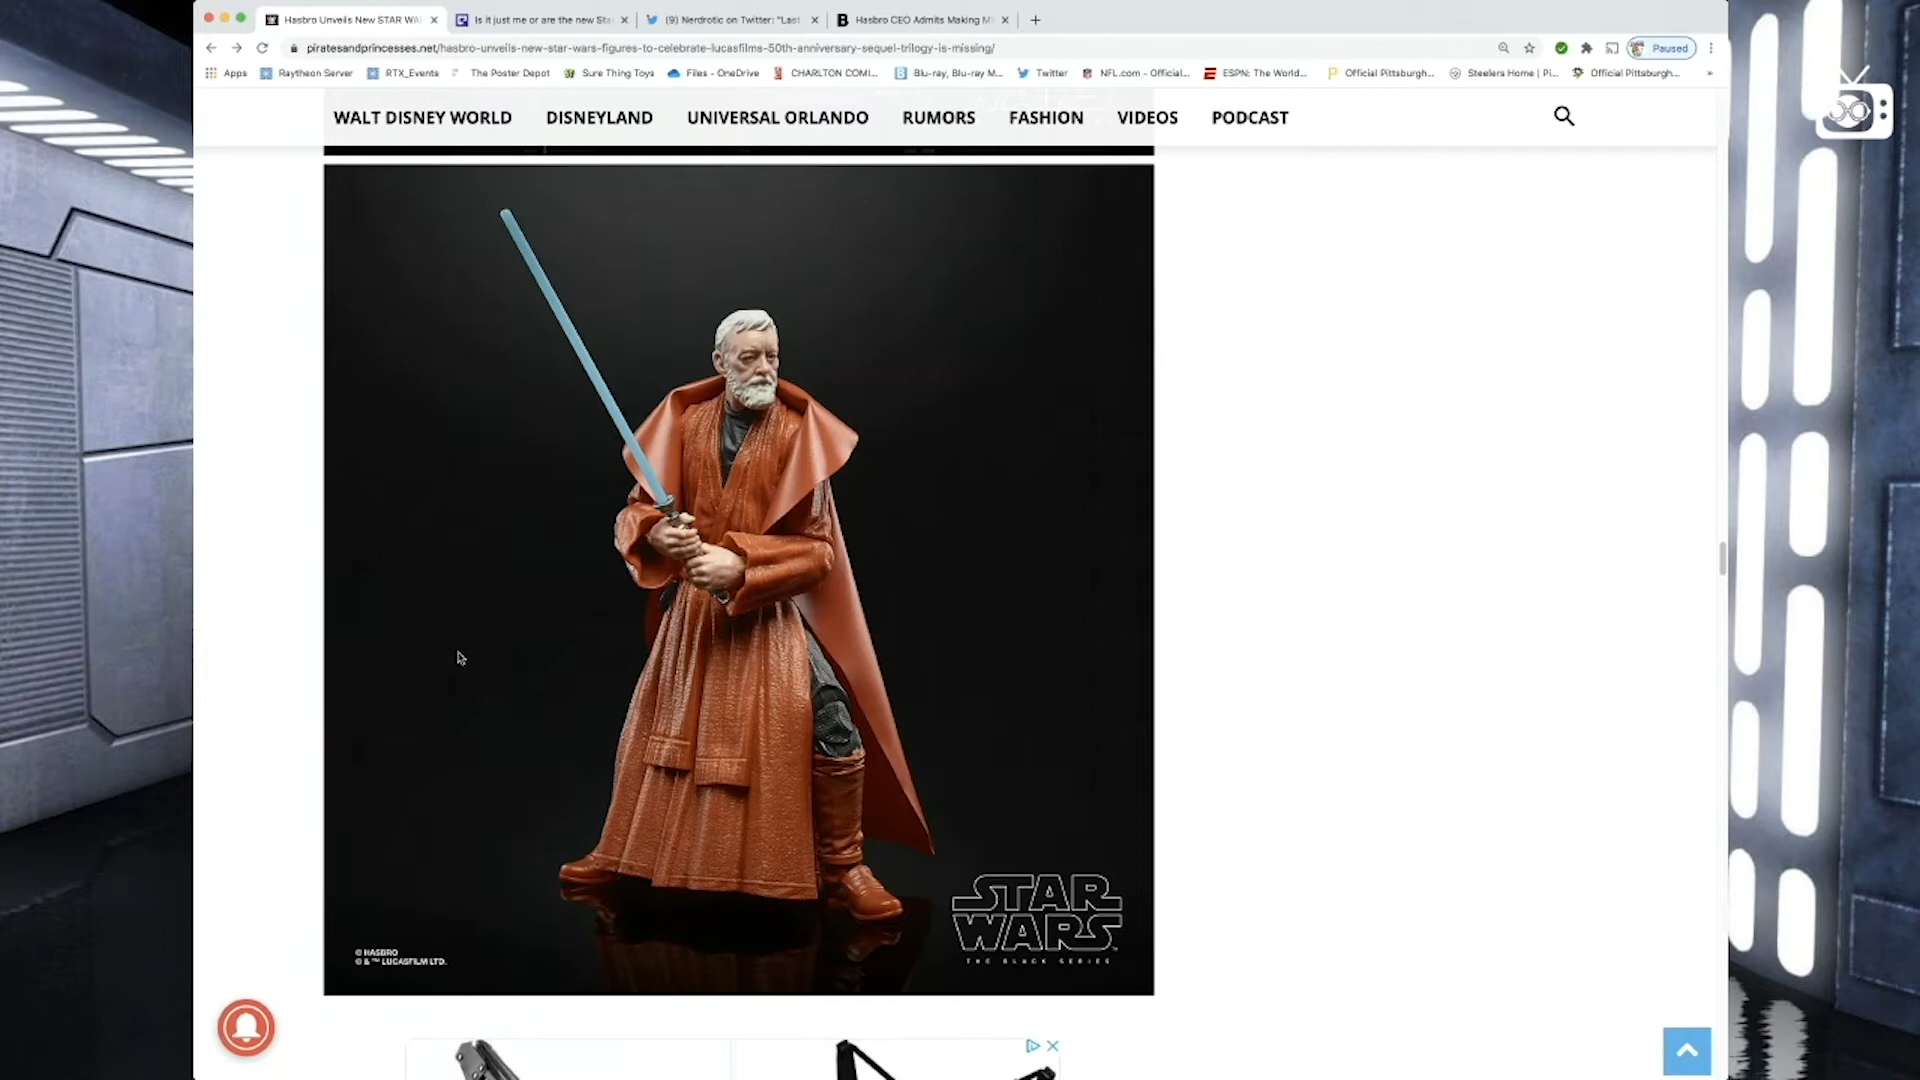 Hasbro Unveils New STAR WA
Is it just me or are the new Sta
(9) Nerdrotic on Twitter: "Last
Hasbro CEO Admits Making M
piratesandprincesses.net/hasbro-unveils-new-star-wars-figures-to-celebrate-lucasfilms-50th-anniversary-sequel-trilogy-is-missing/
Paused
Apps
Raytheon Server
RTX_Events
The Poster Depot
Sure Thing Toys
Files - OneDrive
CHARLTON COMI...
Blu-ray, Blu-ray M...
Twitter
NFL.com - Official...
ESPN: The World...
Official Pittsburgh...
Steelers Home | Pi...
Official Pittsburgh...
»
WALT DISNEY WORLD
DISNEYLAND
UNIVERSAL ORLANDO
RUMORS
FASHION
VIDEOS
PODCAST
STAR
WARS
THE BLACK SERIES
© HASBRO
© & ™ LUCASFILM LTD.